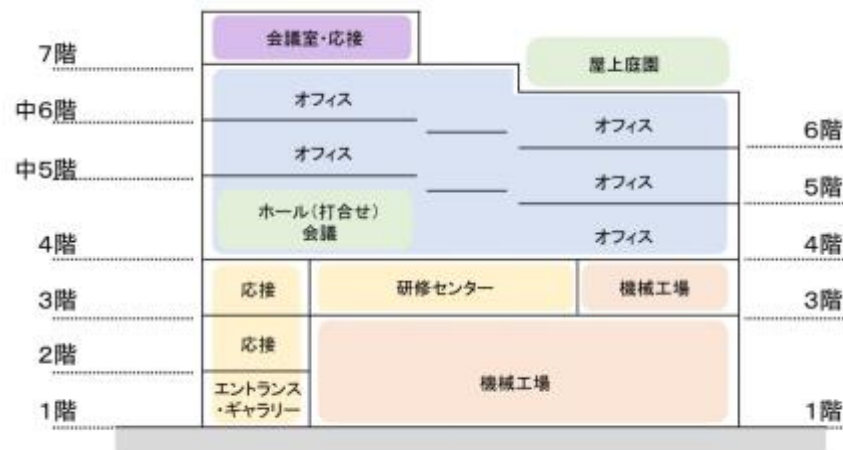 会議室・応接
7階
屋上庭園
中6階
オフィス
オフィス
6階
中5階
オフィス
オフィス
5階
ホール(打合せ)
会議
4階
オフィス
4階
3階
応接
研修センター
機械工場
3階
2階
応接
エントランス
・ギャラリー
機械工場
1階
1階